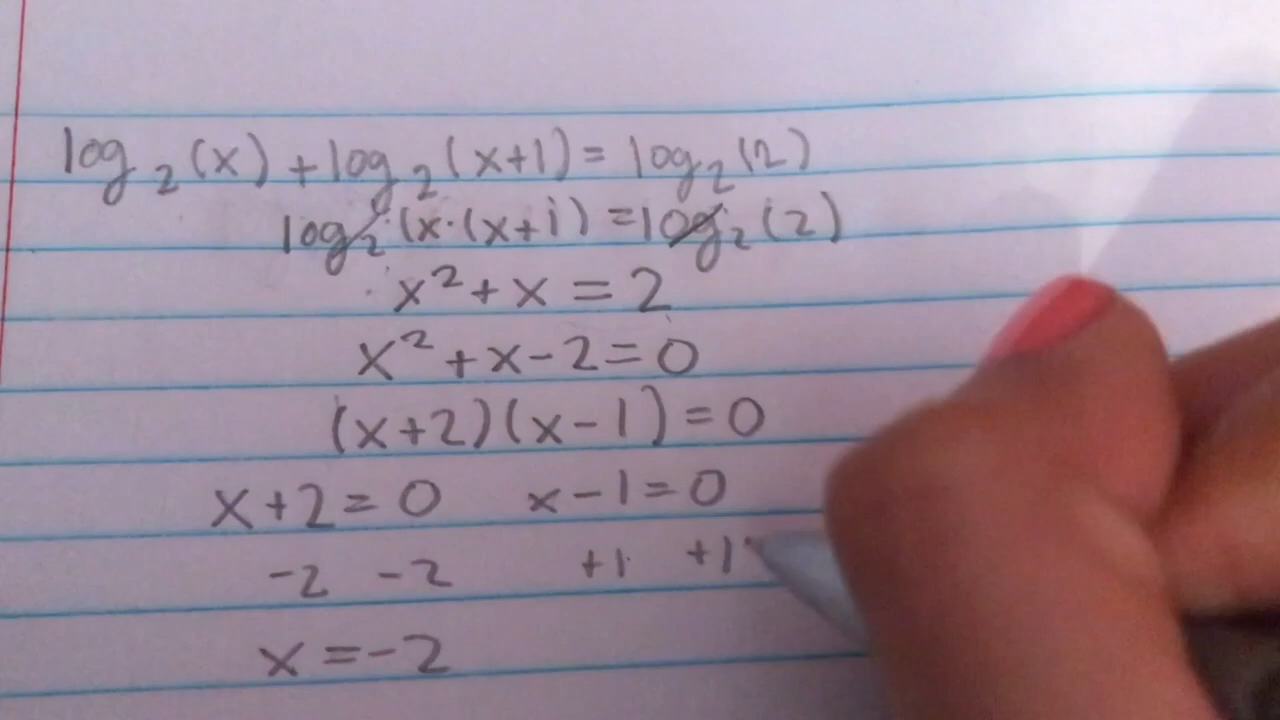 log₂(x) + log₂(x+1) = log₂(2)
log₂(x·(x+1) = log₂(2)
x² + x = 2
x² + x - 2 = 0
(x+2)(x-1) = 0
x+2 = 0 x-1 = 0
-2 -2 +1 +1
x = -2